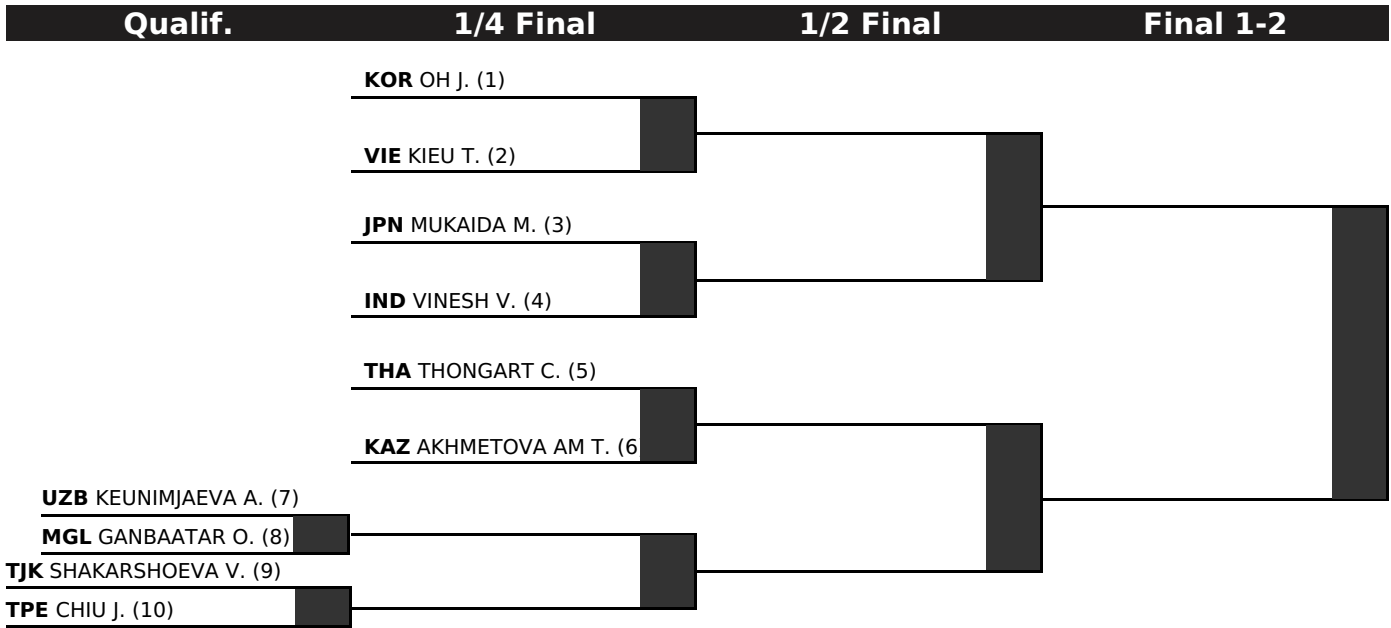 Qualif. 1/4 Final 1/2 Final Final 1-2
KOR OH J. (1)
VIE KIEU T. (2)
JPN MUKAIDA M. (3)
IND VINESH V. (4)
THA THONGART C. (5)
KAZ AKHMETOVA AM T. (6
UZB KEUNIMJAEVA A. (7)
MGL GANBAATAR O. (8)
TJK SHAKARSHOEVA V. (9)
TPE CHIU J. (10)